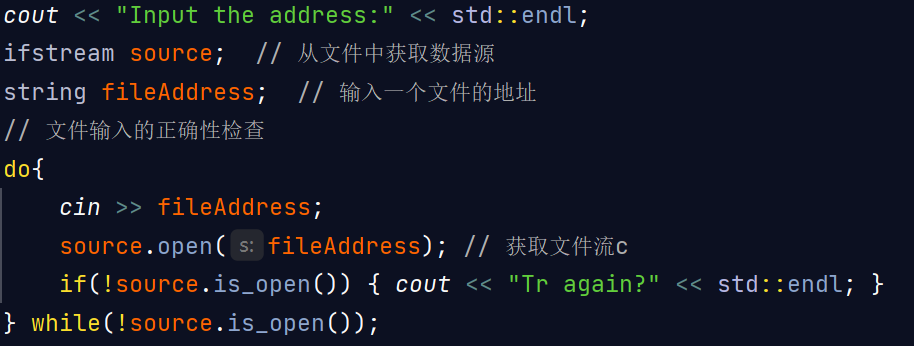 cout << "Input the address:" << std::endl;
ifstream source;  // 从文件中获取数据源
string fileAddress;  // 输入一个文件的地址
// 文件输入的正确性检查
do{
    cin >> fileAddress;
    source.open(s:fileAddress); // 获取文件流c
    if(!source.is_open()) { cout << "Tr again?" << std::endl; }
} while(!source.is_open());